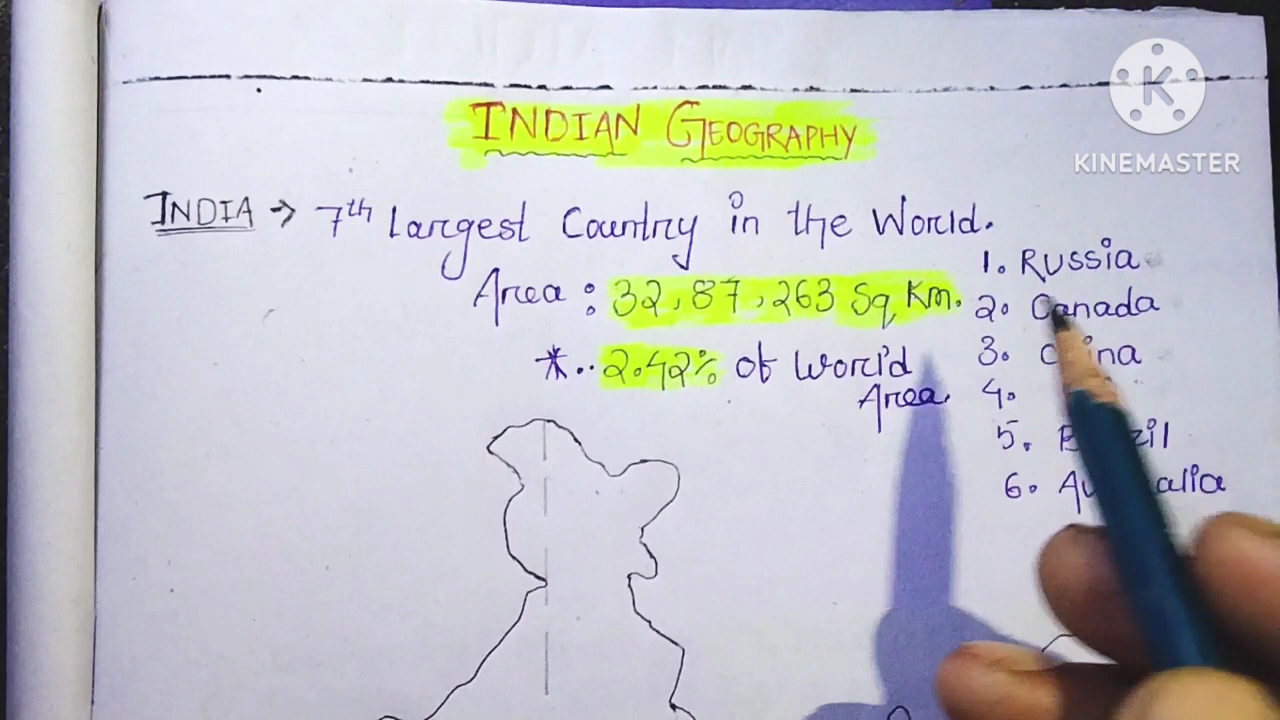 INDIAN GEOGRAPHY
INDIA → 7th Largest Country in the World.
Area : 32,87,263 Sq Km.
*.. 2.42% of World
Area.
1. Russia
2. Canada
3.
4.
5.
6.
KINEMASTER